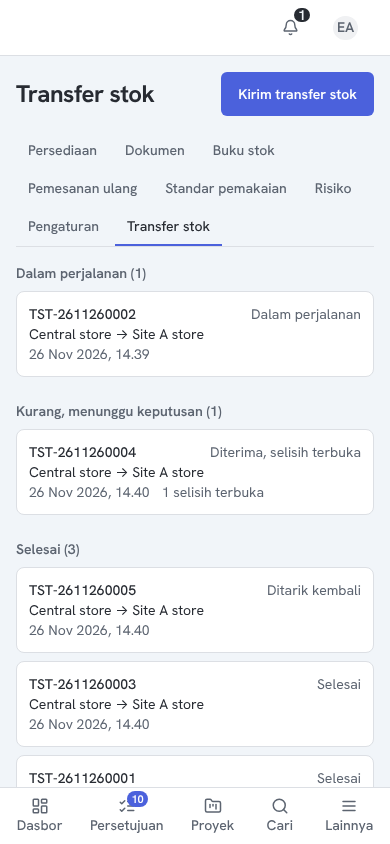 1
EA
Transfer stok
Kirim transfer stok
Persediaan Dokumen Buku stok
Pemesanan ulang Standar pemakaian Risiko
Pengaturan Transfer stok
Dalam perjalanan (1)
TST-2611260002 Dalam perjalanan
Central store → Site A store
26 Nov 2026, 14.39
Kurang, menunggu keputusan (1)
TST-2611260004 Diterima, selisih terbuka
Central store → Site A store
26 Nov 2026, 14.40 1 selisih terbuka
Selesai (3)
TST-2611260005 Ditarik kembali
Central store → Site A store
26 Nov 2026, 14.40
TST-2611260003 Selesai
Central store → Site A store
26 Nov 2026, 14.40
TST-2611260001 Selesai
10
Dasbor Persetujuan Proyek Cari Lainnya